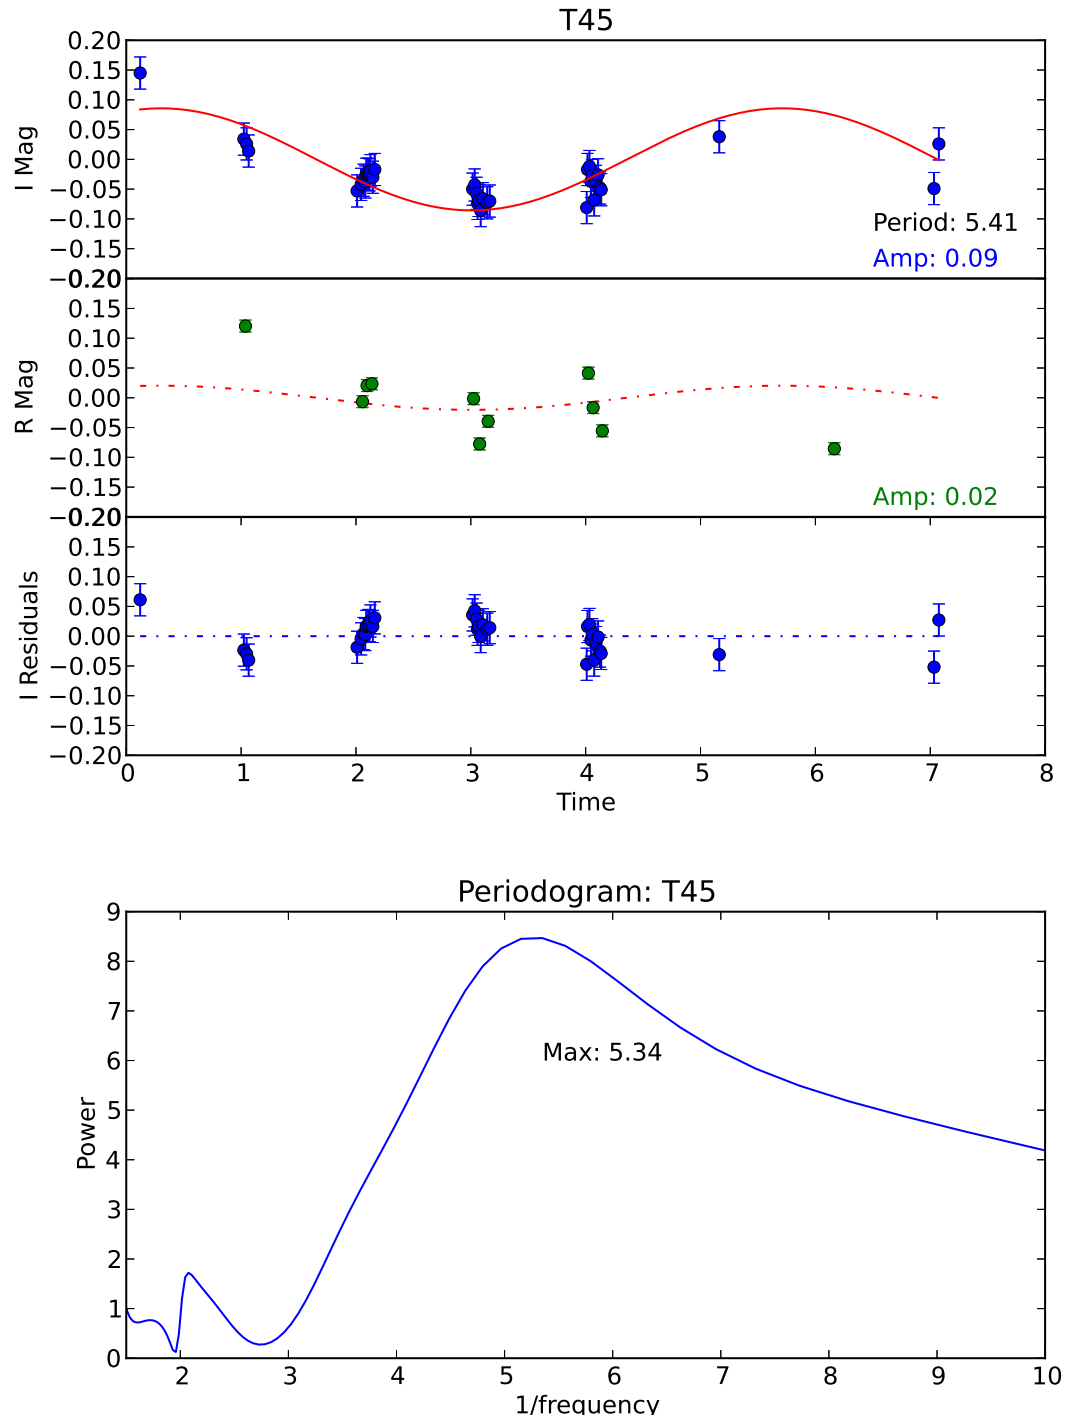 T45
0.20
0.15
0.10
0.05
0.00
−0.05
−0.10
−0.15
−0.20
I Mag
Period: 5.41
Amp: 0.09
0.20
0.15
0.10
0.05
0.00
−0.05
−0.10
−0.15
−0.20
R Mag
Amp: 0.02
0.20
0.15
0.10
0.05
0.00
−0.05
−0.10
−0.15
−0.20
I Residuals
0 1 2 3 4 5 6 7 8
Time
Periodogram: T45
9
8
7
6
5
4
3
2
1
0
Power
Max: 5.34
2 3 4 5 6 7 8 9 10
1/frequency